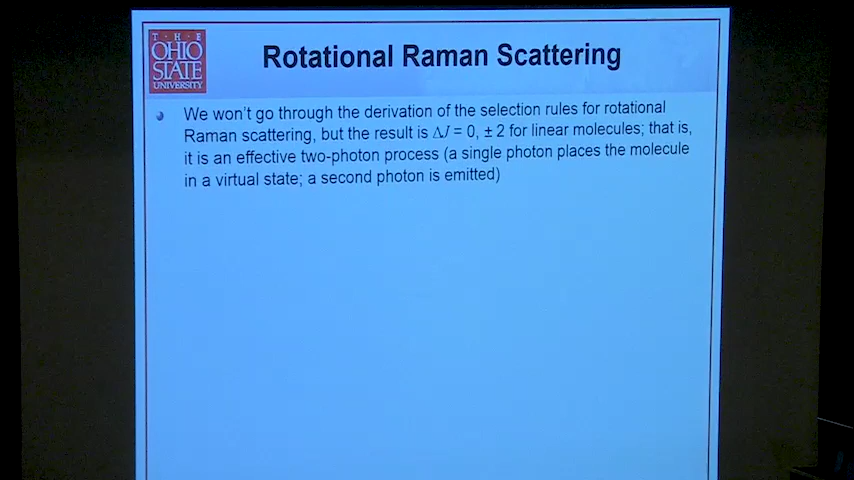 T · H · E
OHIO
STATE
UNIVERSITY
Rotational Raman Scattering
We won't go through the derivation of the selection rules for rotational
Raman scattering, but the result is ΔJ = 0, ± 2 for linear molecules; that is,
it is an effective two-photon process (a single photon places the molecule
in a virtual state; a second photon is emitted)